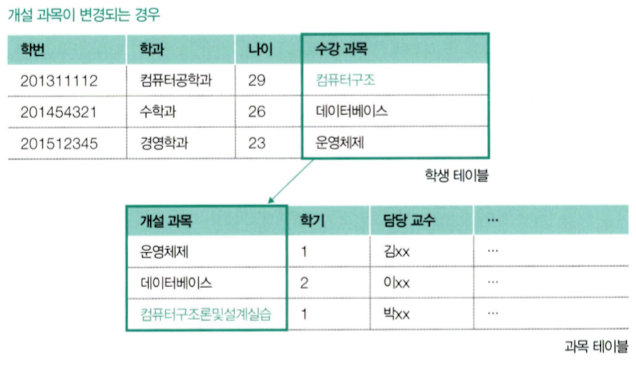 개설 과목이 변경되는 경우
학번 학과 나이 수강 과목
201311112 컴퓨터공학과 29 컴퓨터구조
201454321 수학과 26 데이터베이스
201512345 경영학과 23 운영체제
학생 테이블
개설 과목 학기 담당 교수 ⋯
운영체제 1 김xx ⋯
데이터베이스 2 이xx ⋯
컴퓨터구조론및설계실습 1 박xx ⋯
과목 테이블